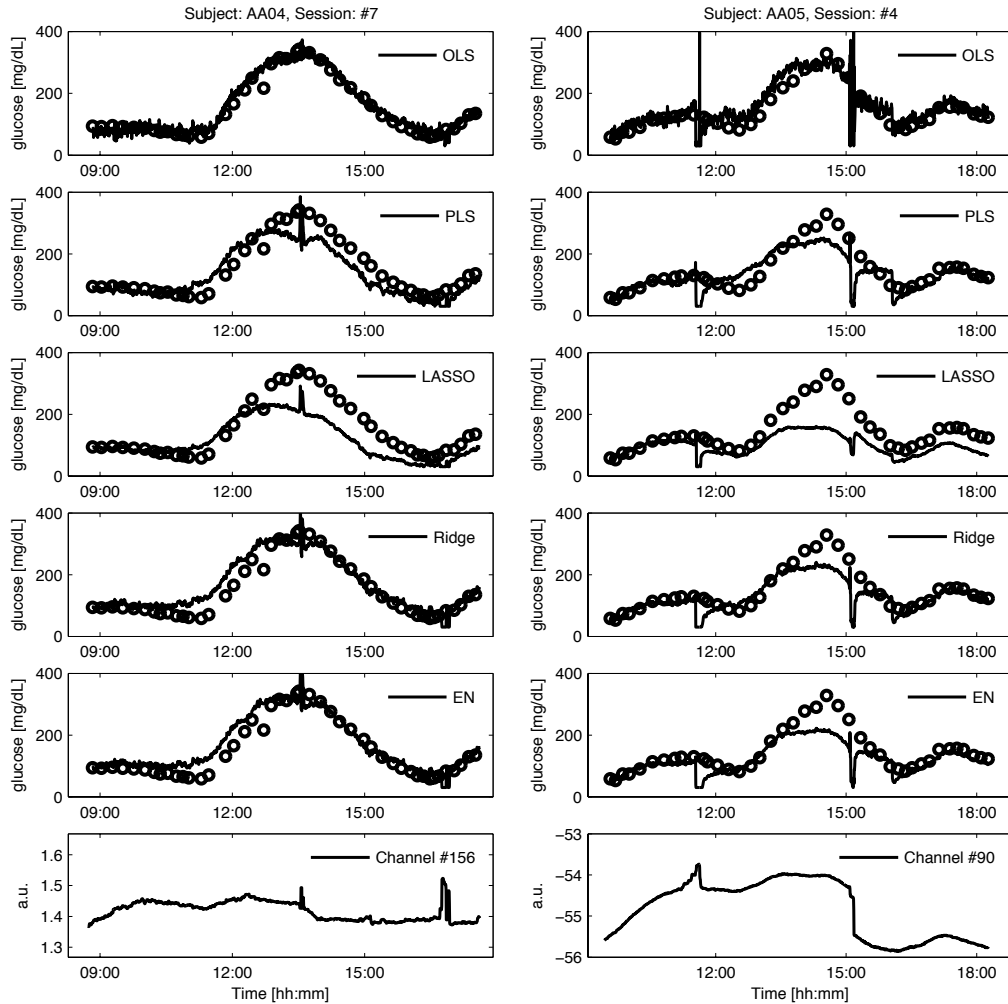 Subject: AA04, Session: #7
400
200
0
glucose [mg/dL]
OLS
09:00 12:00 15:00
400
200
0
glucose [mg/dL]
PLS
09:00 12:00 15:00
400
200
0
glucose [mg/dL]
LASSO
09:00 12:00 15:00
400
200
0
glucose [mg/dL]
Ridge
09:00 12:00 15:00
400
200
0
glucose [mg/dL]
EN
09:00 12:00 15:00
1.6
1.5
1.4
1.3
a.u.
Channel #156
09:00 12:00 15:00
Time [hh:mm]
Subject: AA05, Session: #4
400
200
0
glucose [mg/dL]
OLS
12:00 15:00 18:00
400
200
0
glucose [mg/dL]
PLS
12:00 15:00 18:00
400
200
0
glucose [mg/dL]
LASSO
12:00 15:00 18:00
400
200
0
glucose [mg/dL]
Ridge
12:00 15:00 18:00
400
200
0
glucose [mg/dL]
EN
12:00 15:00 18:00
−53
−54
−55
−56
a.u.
Channel #90
12:00 15:00 18:00
Time [hh:mm]